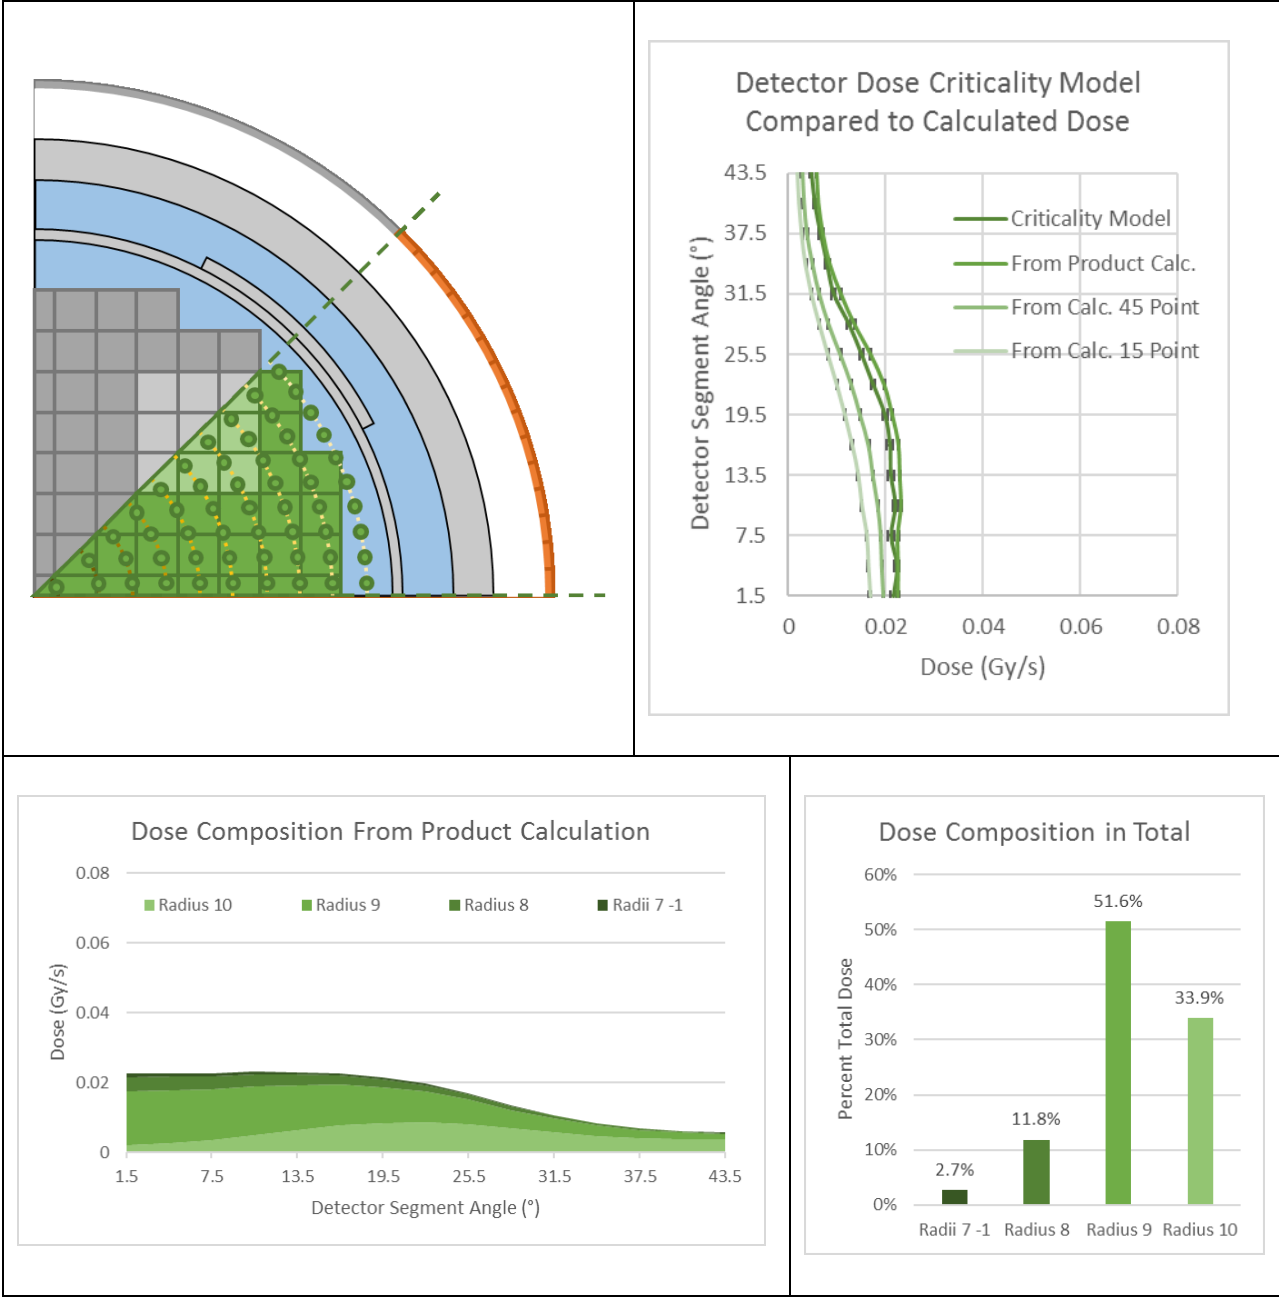 Detector Dose Criticality Model
Compared to Calculated Dose
43.5
37.5
31.5
25.5
19.5
13.5
7.5
1.5
Detector Segment Angle (°)
Criticality Model
From Product Calc.
From Calc. 45 Point
From Calc. 15 Point
0 0.02 0.04 0.06 0.08
Dose (Gy/s)
Dose Composition From Product Calculation
0.08
0.06
0.04
0.02
0
Dose (Gy/s)
Radius 10 Radius 9 Radius 8 Radii 7 -1
1.5 7.5 13.5 19.5 25.5 31.5 37.5 43.5
Detector Segment Angle (°)
Dose Composition in Total
60%
50%
40%
30%
20%
10%
0%
Percent Total Dose
2.7%
11.8%
51.6%
33.9%
Radii 7 -1 Radius 8 Radius 9 Radius 10